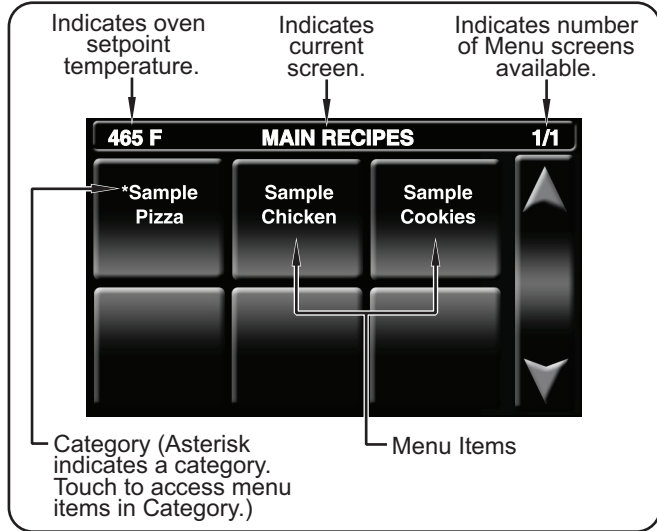 Indicates oven
setpoint
temperature.
Indicates
current
screen.
Indicates number
of Menu screens
available.
465 F
MAIN RECIPES
1/1
*Sample
Pizza
Sample
Chicken
Sample
Cookies
Category (Asterisk
indicates a category.
Touch to access menu
items in Category.)
Menu Items